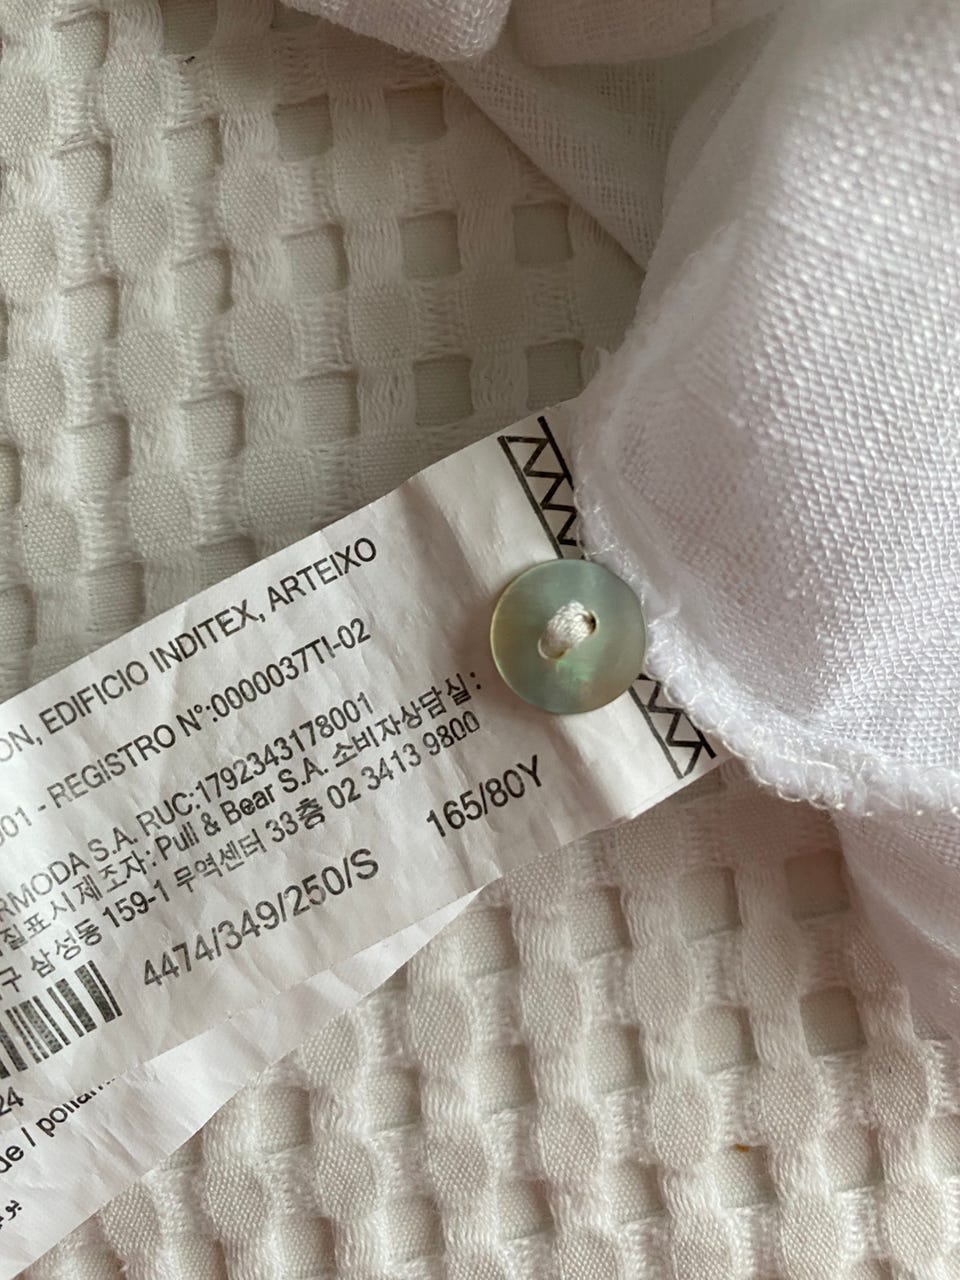 ON, EDIFICIO INDITEX, ARTEIXO
001 - REGISTRO N°:0000037TI-02
RMODA S.A. RUC:1792343178001
질표시 제조자: Pull & Bear S.A. 소비자상담실:
구 삼성동 159-1 무역센터 33층 02 3413 9800
165/80Y
4474/349/250/S
24
de /